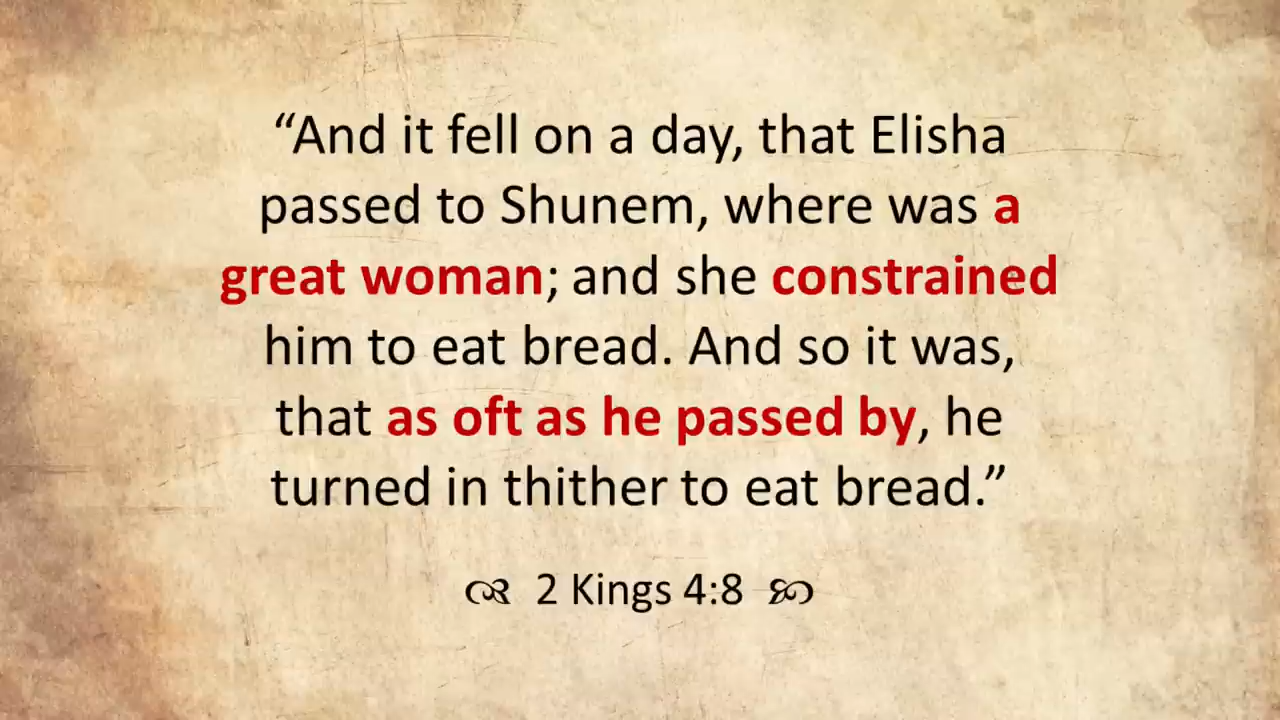 “And it fell on a day, that Elisha
passed to Shunem, where was a
great woman; and she constrained
him to eat bread. And so it was,
that as oft as he passed by, he
turned in thither to eat bread.”
2 Kings 4:8